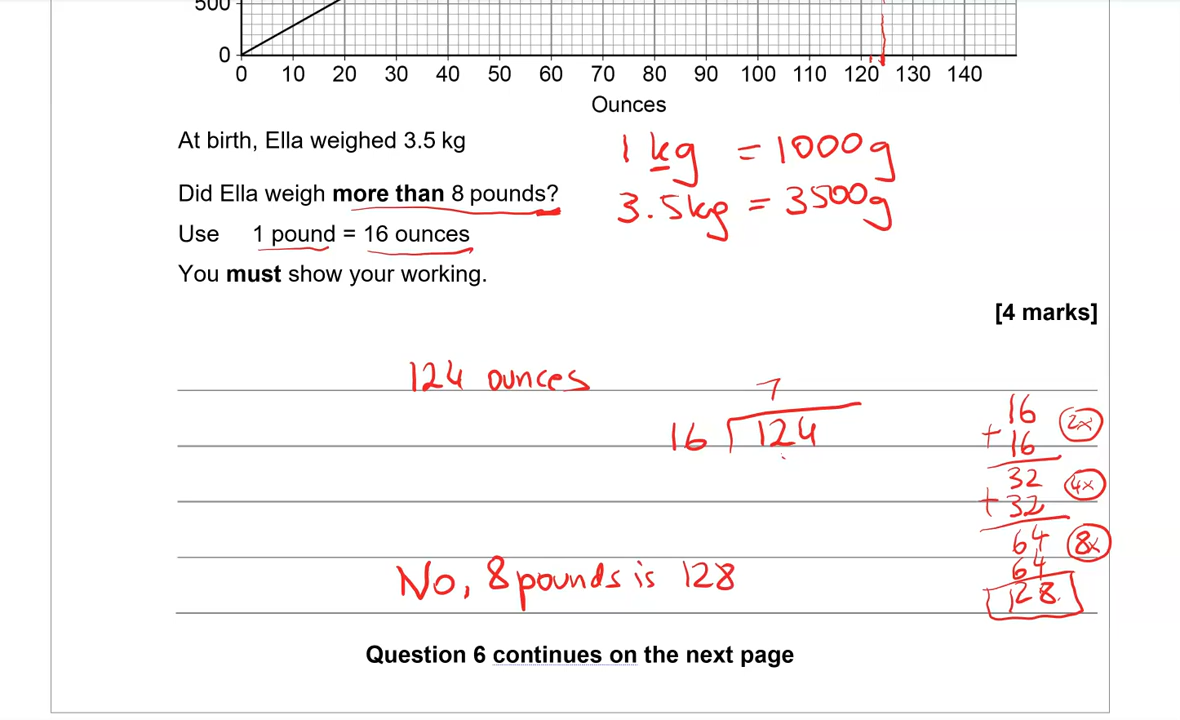 500
0
0 10 20 30 40 50 60 70 80 90 100 110 120 130 140
Ounces
At birth, Ella weighed 3.5 kg
1 kg = 1000g
Did Ella weigh more than 8 pounds?
3.5kg = 3500g
Use 1 pound = 16 ounces
You must show your working.
[4 marks]
124 ounces
7
16 124
16
+ 16 2x
32 4x
+ 32
64 8x
64
128
No, 8 pounds is 128
Question 6 continues on the next page